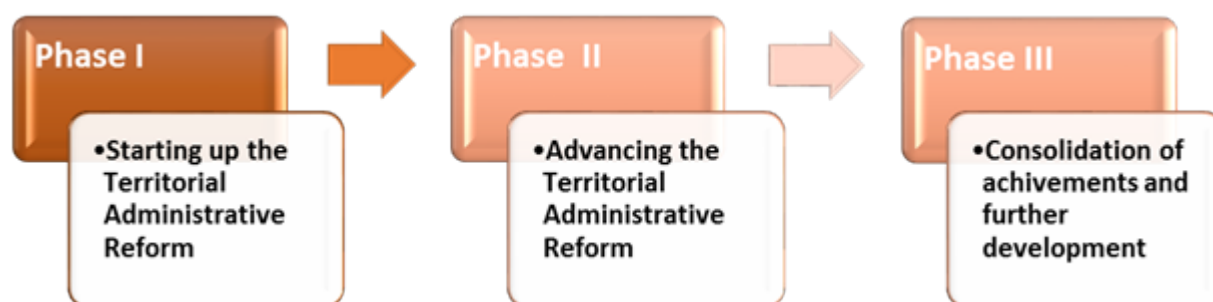 Phase I
•Starting up the
Territorial
Administrative
Reform
Phase II
•Advancing the
Territorial
Administrative
Reform
Phase III
•Consolidation of
achivements and
further
development